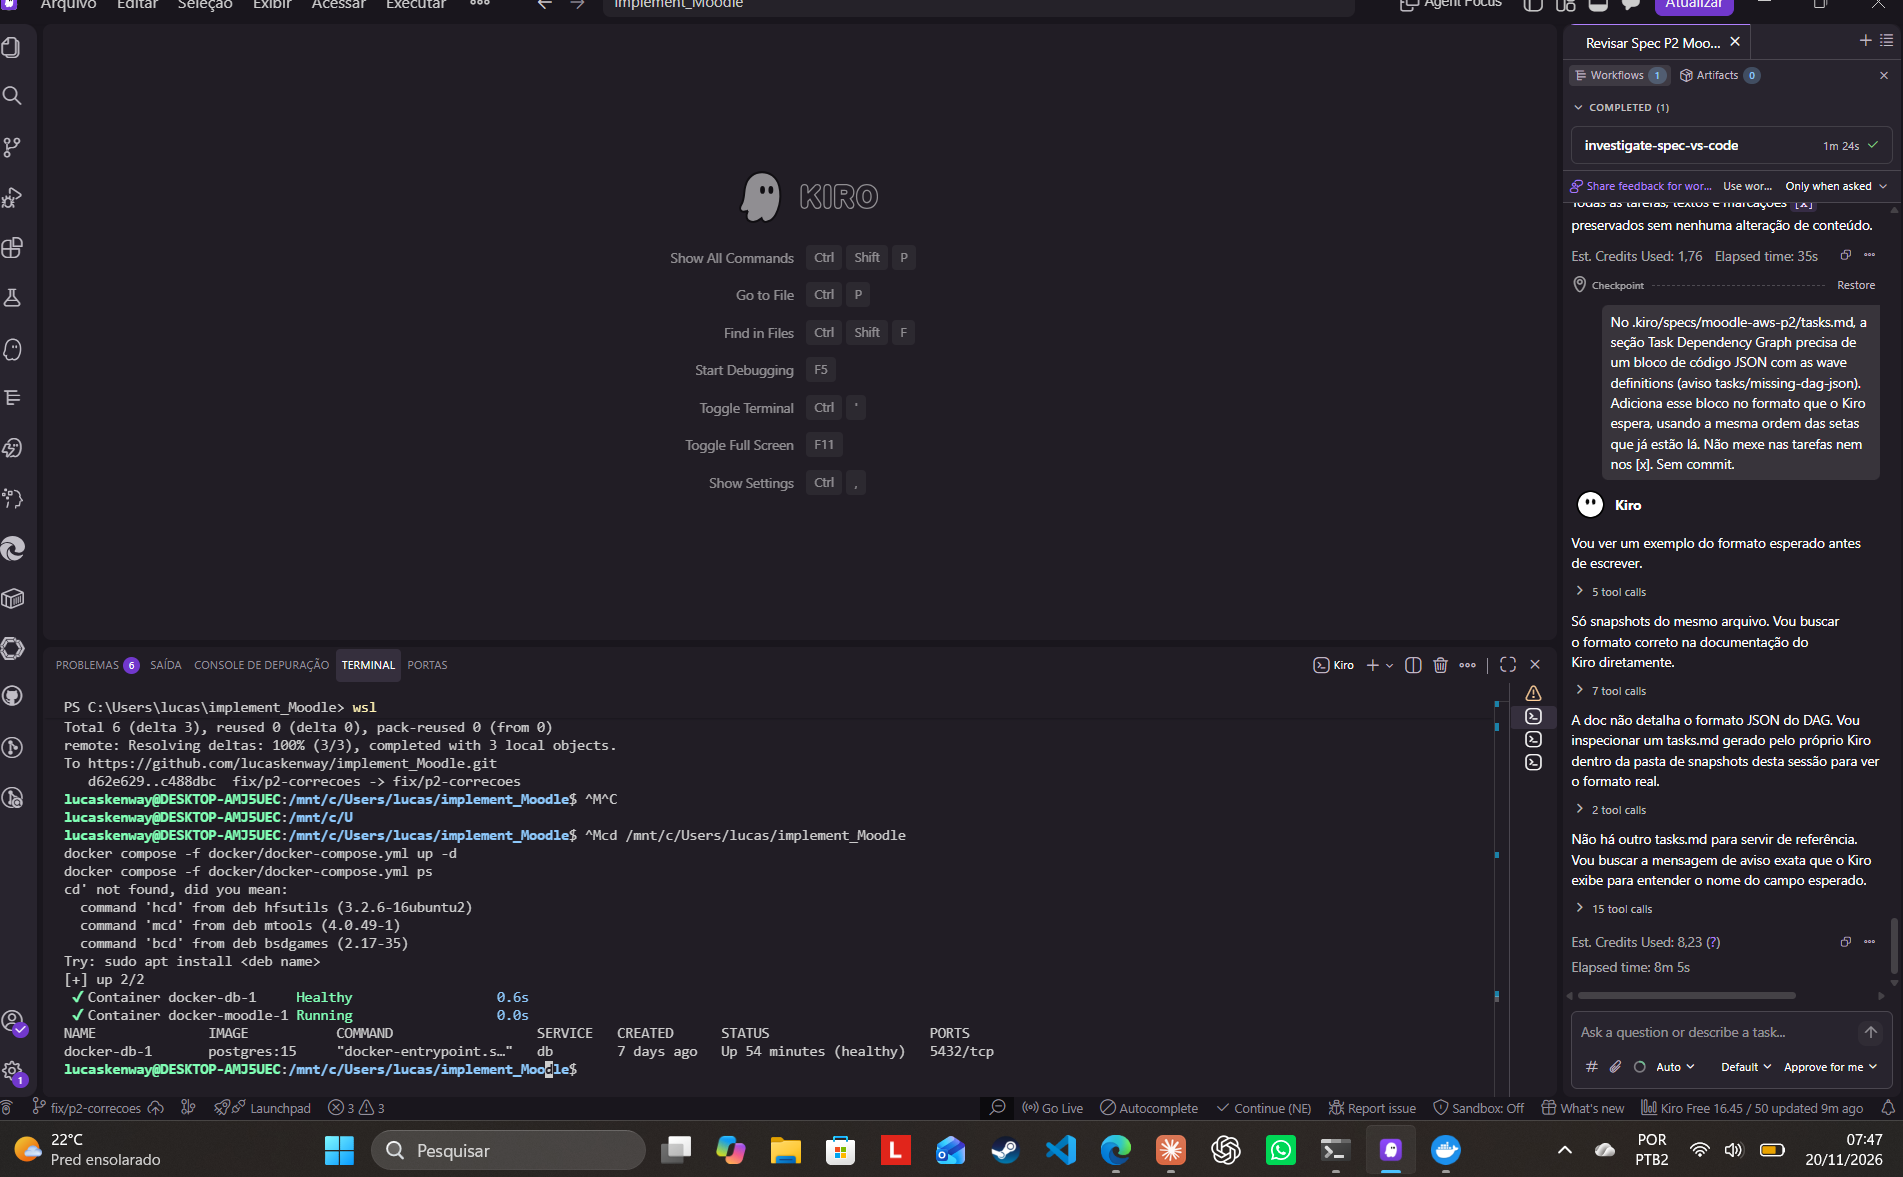 Arquivo Editar Seleção Exibir Acessar Executar
implement_Moodle
Agent Focus
Atualizar
KIRO
Show All Commands Ctrl Shift P
Go to File Ctrl P
Find in Files Ctrl Shift F
Start Debugging F5
Toggle Terminal Ctrl '
Toggle Full Screen F11
Show Settings Ctrl ,
PROBLEMAS 6 SAÍDA CONSOLE DE DEPURAÇÃO TERMINAL PORTAS
Kiro
PS C:\Users\lucas\implement_Moodle> wsl
Total 6 (delta 3), reused 0 (delta 0), pack-reused 0 (from 0)
remote: Resolving deltas: 100% (3/3), completed with 3 local objects.
To https://github.com/lucaskenway/implement_Moodle.git
d62e629..c488dbc fix/p2-correcoes -> fix/p2-correcoes
lucaskenway@DESKTOP-AMJ5UEC:/mnt/c/Users/lucas/implement_Moodle$ ^M^C
lucaskenway@DESKTOP-AMJ5UEC:/mnt/c/U
lucaskenway@DESKTOP-AMJ5UEC:/mnt/c/Users/lucas/implement_Moodle$ ^Mcd /mnt/c/Users/lucas/implement_Moodle
docker compose -f docker/docker-compose.yml up -d
docker compose -f docker/docker-compose.yml ps
cd' not found, did you mean:
command 'hcd' from deb hfsutils (3.2.6-16ubuntu2)
command 'mcd' from deb mtools (4.0.49-1)
command 'bcd' from deb bsdgames (2.17-35)
Try: sudo apt install <deb name>
[+] up 2/2
✔ Container docker-db-1 Healthy 0.6s
✔ Container docker-moodle-1 Running 0.0s
NAME IMAGE COMMAND SERVICE CREATED STATUS PORTS
docker-db-1 postgres:15 "docker-entrypoint.s…" db 7 days ago Up 54 minutes (healthy) 5432/tcp
lucaskenway@DESKTOP-AMJ5UEC:/mnt/c/Users/lucas/implement_Moodle$
Revisar Spec P2 Moo...
Workflows 1 Artifacts 0
COMPLETED (1)
investigate-spec-vs-code 1m 24s
Share feedback for wor... Use wor... Only when asked
Todas as tarefas, textos e marcações [x]
preservados sem nenhuma alteração de conteúdo.
Est. Credits Used: 1,76 Elapsed time: 35s
Checkpoint Restore
No .kiro/specs/moodle-aws-p2/tasks.md, a
seção Task Dependency Graph precisa de
um bloco de código JSON com as wave
definitions (aviso tasks/missing-dag-json).
Adiciona esse bloco no formato que o Kiro
espera, usando a mesma ordem das setas
que já estão lá. Não mexe nas tarefas nem
nos [x]. Sem commit.
Kiro
Vou ver um exemplo do formato esperado antes
de escrever.
5 tool calls
Só snapshots do mesmo arquivo. Vou buscar
o formato correto na documentação do
Kiro diretamente.
7 tool calls
A doc não detalha o formato JSON do DAG. Vou
inspecionar um tasks.md gerado pelo próprio Kiro
dentro da pasta de snapshots desta sessão para ver
o formato real.
2 tool calls
Não há outro tasks.md para servir de referência.
Vou buscar a mensagem de aviso exata que o Kiro
exibe para entender o nome do campo esperado.
15 tool calls
Est. Credits Used: 8,23 (?)
Elapsed time: 8m 5s
Ask a question or describe a task...
# Auto Default Approve for me
1
fix/p2-correcoes Launchpad 3 3
Go Live Autocomplete Continue (NE) Report issue Sandbox: Off What's new Kiro Free 16.45 / 50 updated 9m ago
22°C
Pred ensolarado
Pesquisar
L
POR
PTB2
07:47
20/11/2026